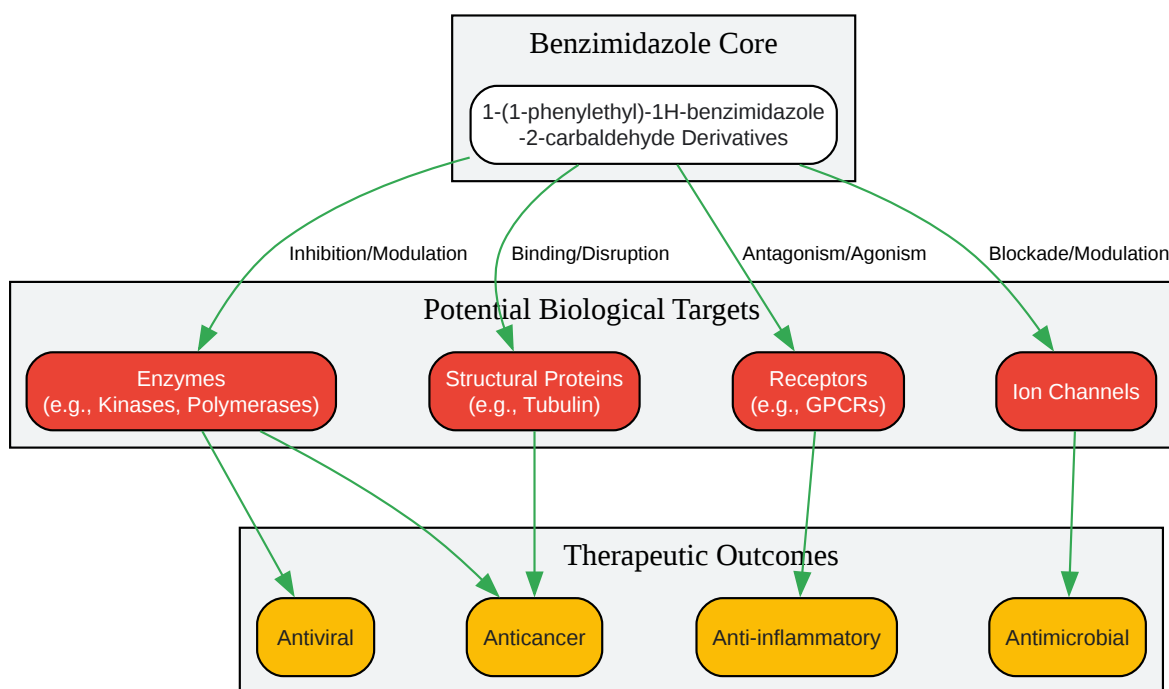 Benzimidazole Core
1-(1-phenylethyl)-1H-benzimidazole
-2-carbaldehyde Derivatives
Inhibition/Modulation
Binding/Disruption
Antagonism/Agonism
Blockade/Modulation
Potential Biological Targets
Enzymes
(e.g., Kinases, Polymerases)
Structural Proteins
(e.g., Tubulin)
Receptors
(e.g., GPCRs)
Ion Channels
Therapeutic Outcomes
Antiviral
Anticancer
Anti-inflammatory
Antimicrobial